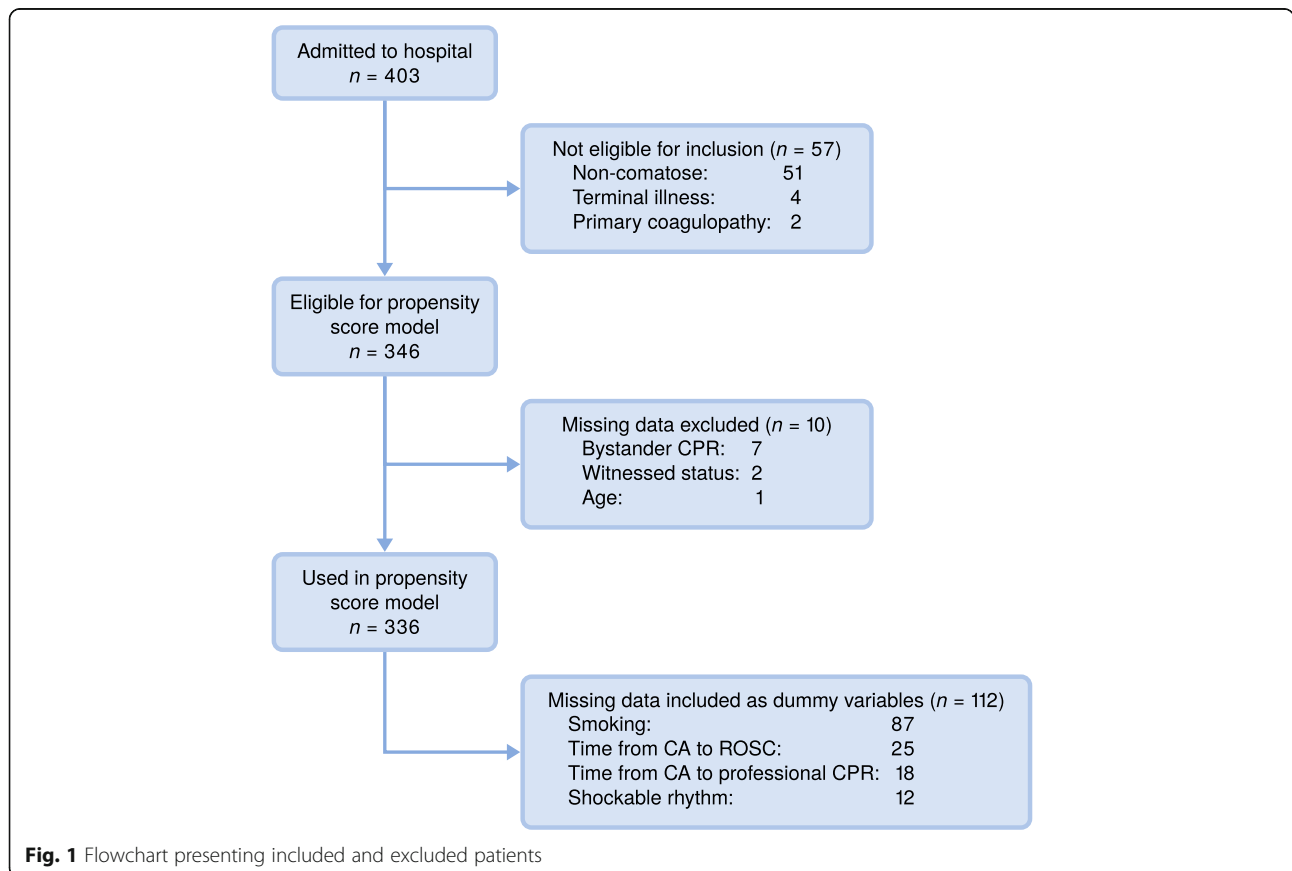 Admitted to hospital
n = 403
Not eligible for inclusion (n = 57)
Non-comatose: 51
Terminal illness: 4
Primary coagulopathy: 2
Eligible for propensity
score model
n = 346
Missing data excluded (n = 10)
Bystander CPR: 7
Witnessed status: 2
Age: 1
Used in propensity
score model
n = 336
Missing data included as dummy variables (n = 112)
Smoking: 87
Time from CA to ROSC: 25
Time from CA to professional CPR: 18
Shockable rhythm: 12
Fig. 1 Flowchart presenting included and excluded patients